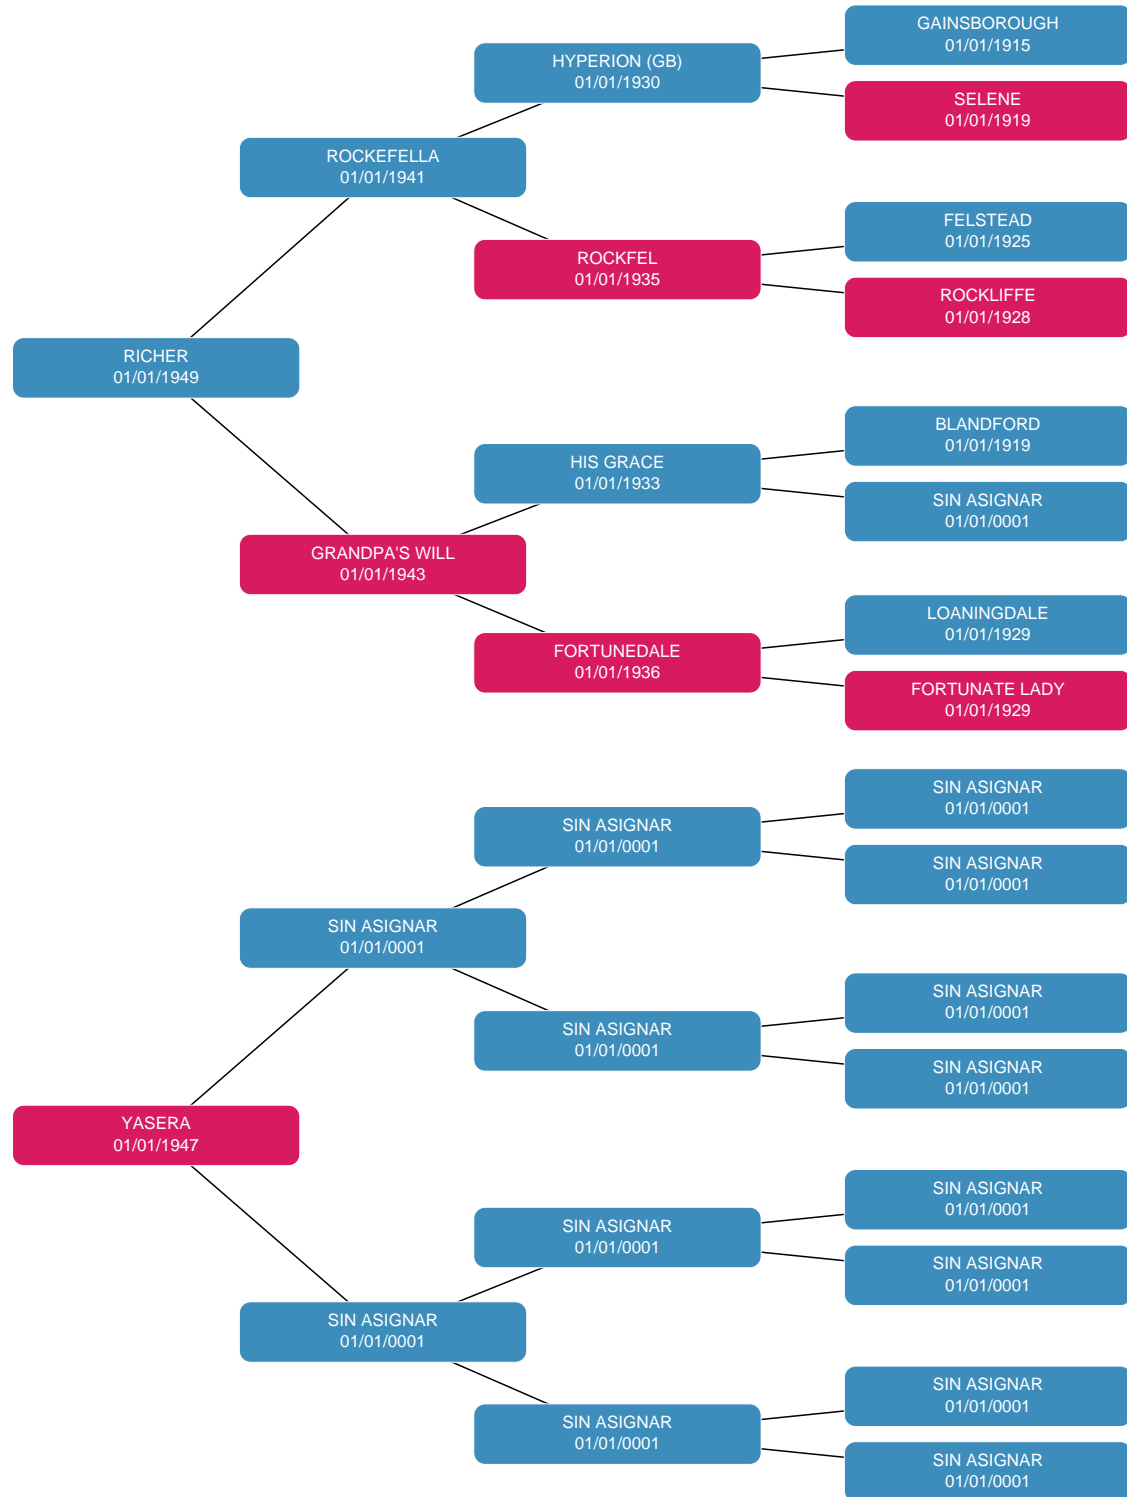 GAINSBOROUGH
01/01/1915
HYPERION (GB)
01/01/1930
SELENE
01/01/1919
ROCKEFELLA
01/01/1941
FELSTEAD
01/01/1925
ROCKFEL
01/01/1935
ROCKLIFFE
01/01/1928
RICHER
01/01/1949
BLANDFORD
01/01/1919
HIS GRACE
01/01/1933
SIN ASIGNAR
01/01/0001
GRANDPA'S WILL
01/01/1943
LOANINGDALE
01/01/1929
FORTUNEDALE
01/01/1936
FORTUNATE LADY
01/01/1929
SIN ASIGNAR
01/01/0001
SIN ASIGNAR
01/01/0001
SIN ASIGNAR
01/01/0001
SIN ASIGNAR
01/01/0001
SIN ASIGNAR
01/01/0001
SIN ASIGNAR
01/01/0001
SIN ASIGNAR
01/01/0001
YASERA
01/01/1947
SIN ASIGNAR
01/01/0001
SIN ASIGNAR
01/01/0001
SIN ASIGNAR
01/01/0001
SIN ASIGNAR
01/01/0001
SIN ASIGNAR
01/01/0001
SIN ASIGNAR
01/01/0001
SIN ASIGNAR
01/01/0001